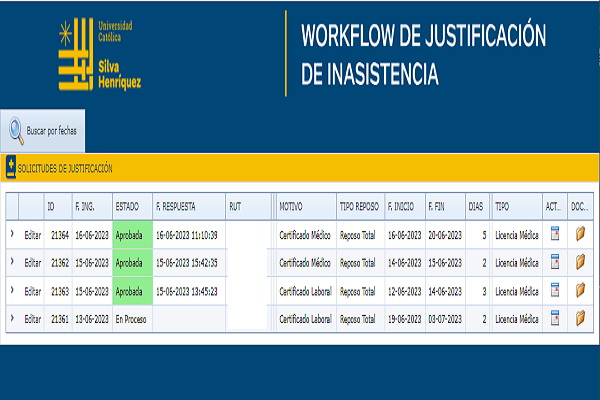 Universidad
Católica
Silva
Henríquez
WORKFLOW DE JUSTIFICACIÓN
DE INASISTENCIA
Buscar por fechas
SOLICITUDES DE JUSTIFICACIÓN
ID F. ING. ESTADO F. RESPUESTA RUT MOTIVO TIPO REPOSO F. INICIO F. FIN DIAS TIPO ACT... DOC...
Editar 21364 16-06-2023 Aprobada 16-06-2023 11:10:39 Certificado Médico Reposo Total 16-06-2023 20-06-2023 5 Licencia Médica
Editar 21362 15-06-2023 Aprobada 15-06-2023 15:42:35 Certificado Médico Reposo Total 14-06-2023 15-06-2023 2 Licencia Médica
Editar 21363 15-06-2023 Aprobada 15-06-2023 13:45:23 Certificado Laboral Reposo Total 12-06-2023 14-06-2023 3 Licencia Médica
Editar 21361 13-06-2023 En Proceso Certificado Laboral Reposo Total 19-06-2023 03-07-2023 2 Licencia Médica